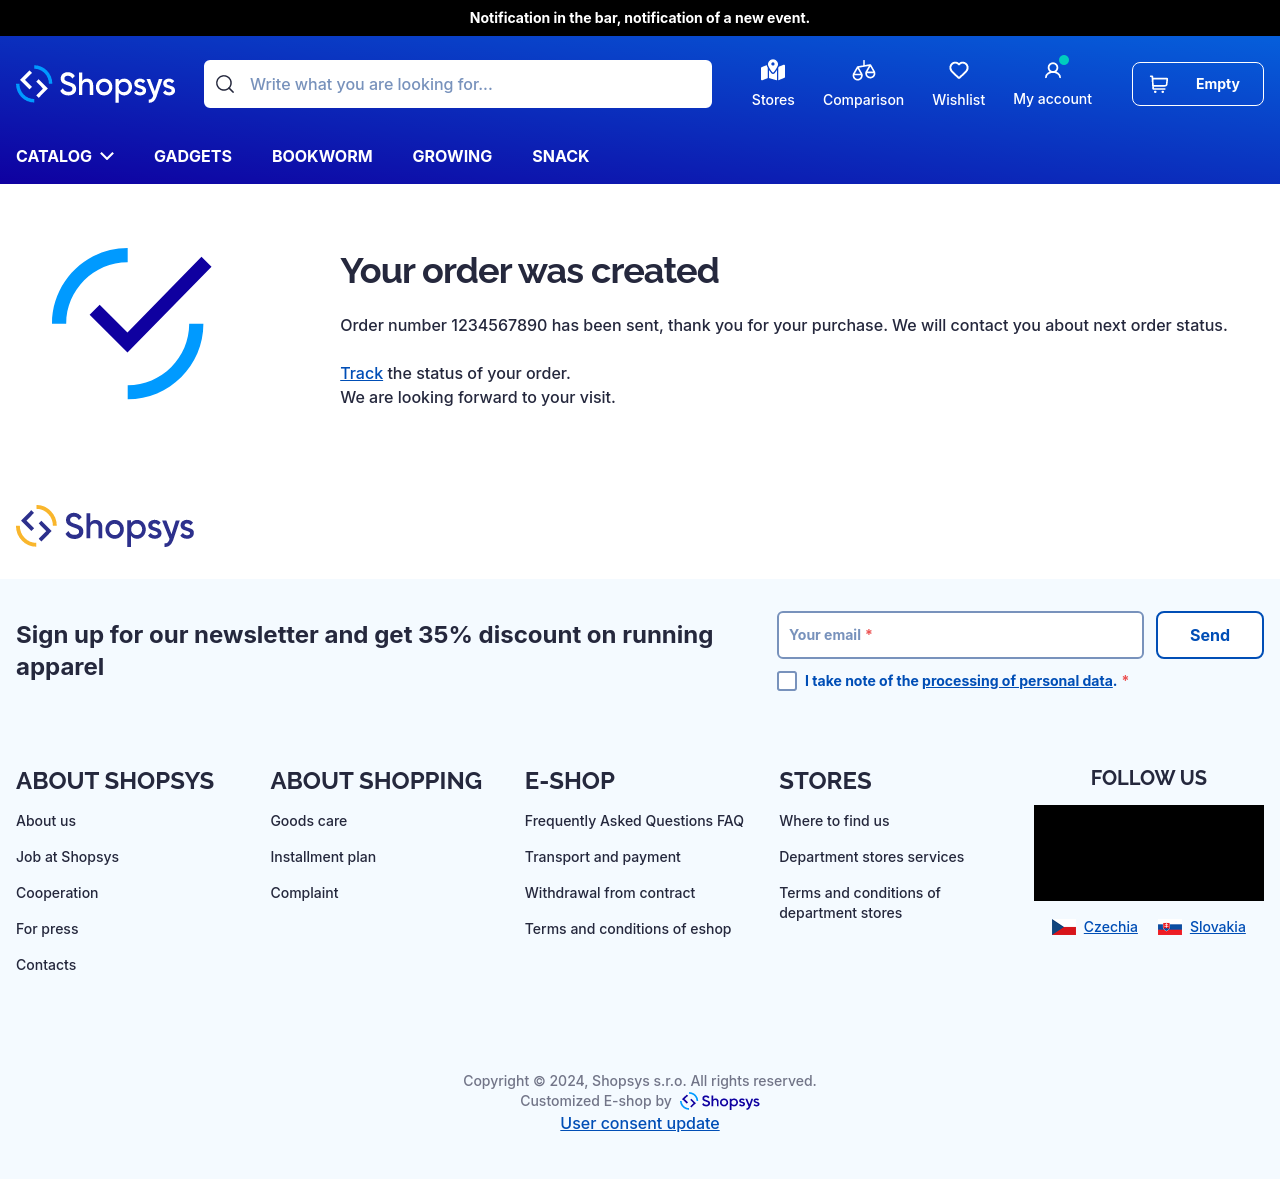 Notification in the bar, notification of a new event.
Shopsys
Write what you are looking for...
Stores
Comparison
Wishlist
My account
Empty
CATALOG
GADGETS
BOOKWORM
GROWING
SNACK
Your order was created
Order number 1234567890 has been sent, thank you for your purchase. We will contact you about next order status.
Track the status of your order.
We are looking forward to your visit.
Shopsys
Sign up for our newsletter and get 35% discount on running
apparel
Your email *
Send
I take note of the processing of personal data. *
ABOUT SHOPSYS
About us
Job at Shopsys
Cooperation
For press
Contacts
ABOUT SHOPPING
Goods care
Installment plan
Complaint
E-SHOP
Frequently Asked Questions FAQ
Transport and payment
Withdrawal from contract
Terms and conditions of eshop
STORES
Where to find us
Department stores services
Terms and conditions of
department stores
FOLLOW US
Czechia
Slovakia
Copyright © 2024, Shopsys s.r.o. All rights reserved.
Customized E-shop by Shopsys
User consent update